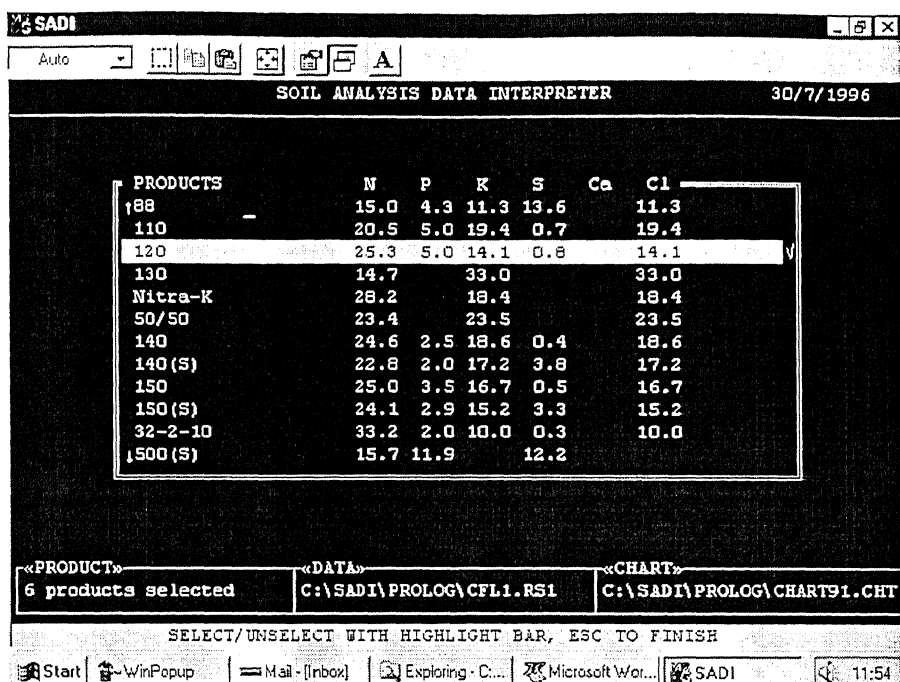 SADI
Auto A
SOIL ANALYSIS DATA INTERPRETER 30/7/1996
PRODUCTS N P K S Ca Cl
↑88 15.0 4.3 11.3 13.6 11.3
110 20.5 5.0 19.4 0.7 19.4
120 25.3 5.0 14.1 0.8 14.1 √
130 14.7 33.0 33.0
Nitra-K 28.2 18.4 18.4
50/50 23.4 23.5 23.5
140 24.6 2.5 18.6 0.4 18.6
140(S) 22.8 2.0 17.2 3.8 17.2
150 25.0 3.5 16.7 0.5 16.7
150(S) 24.1 2.9 15.2 3.3 15.2
32-2-10 33.2 2.0 10.0 0.3 10.0
↓500(S) 15.7 11.9 12.2
«PRODUCT» «DATA» «CHART»
6 products selected C:\SADI\PROLOG\CFL1.RS1 C:\SADI\PROLOG\CHART91.CHT
SELECT/UNSELECT WITH HIGHLIGHT BAR, ESC TO FINISH
Start WinPopup Mail - [Inbox] Exploring - C:... Microsoft Wor... SADI 11:54